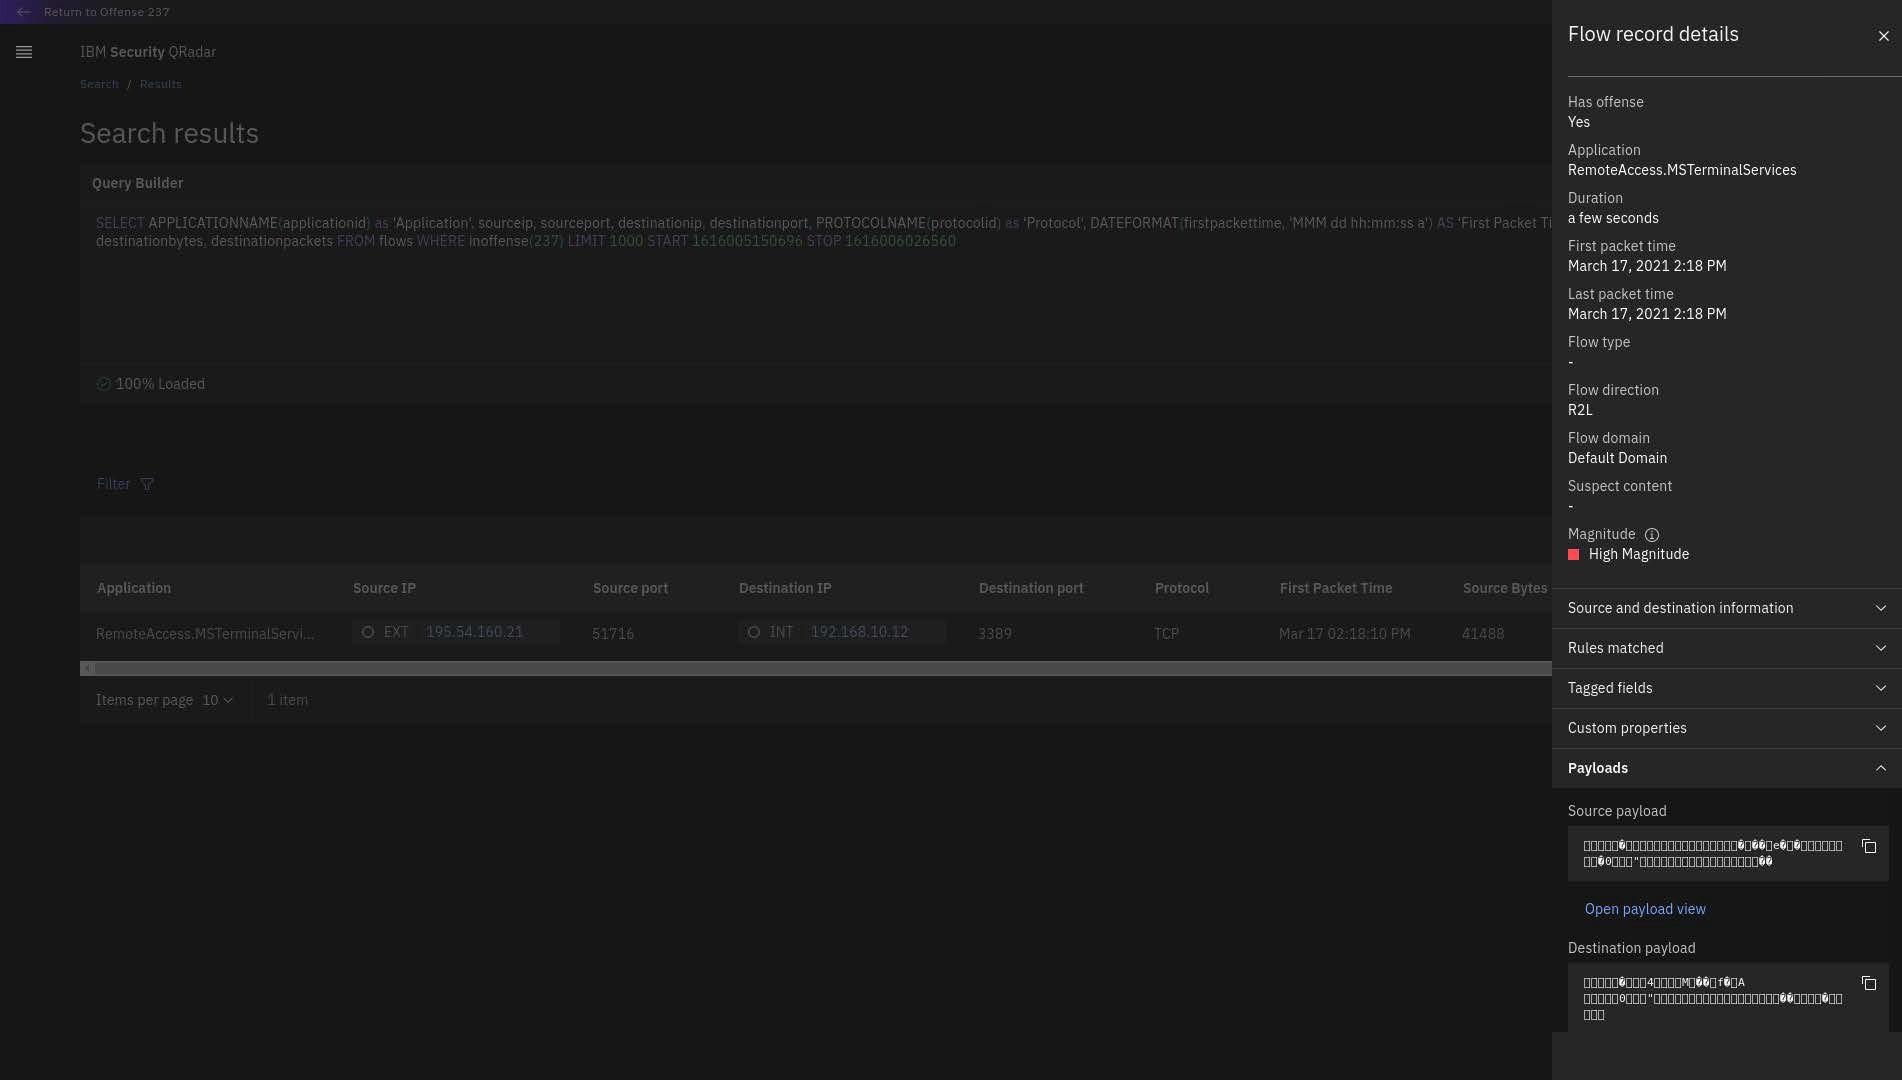 Return to Offense 237
IBM Security QRadar
Search / Results
Search results
Query Builder
SELECT APPLICATIONNAME(applicationid) as 'Application', sourceip, sourceport, destinationip, destinationport, PROTOCOLNAME(protocolid) as 'Protocol', DATEFORMAT(firstpackettime, 'MMM dd hh:mm:ss a') AS 'First Packet Ti
destinationbytes, destinationpackets FROM flows WHERE inoffense(237) LIMIT 1000 START 1616005150696 STOP 1616006026560
100% Loaded
Filter
Application Source IP Source port Destination IP Destination port Protocol First Packet Time Source Bytes
RemoteAccess.MSTerminalServi... EXT 195.54.160.21 51716 INT 192.168.10.12 3389 TCP Mar 17 02:18:10 PM 41488
Items per page 10 1 item
Flow record details
Has offense
Yes
Application
RemoteAccess.MSTerminalServices
Duration
a few seconds
First packet time
March 17, 2021 2:18 PM
Last packet time
March 17, 2021 2:18 PM
Flow type
-
Flow direction
R2L
Flow domain
Default Domain
Suspect content
-
Magnitude
High Magnitude
Source and destination information
Rules matched
Tagged fields
Custom properties
Payloads
Source payload
Open payload view
Destination payload